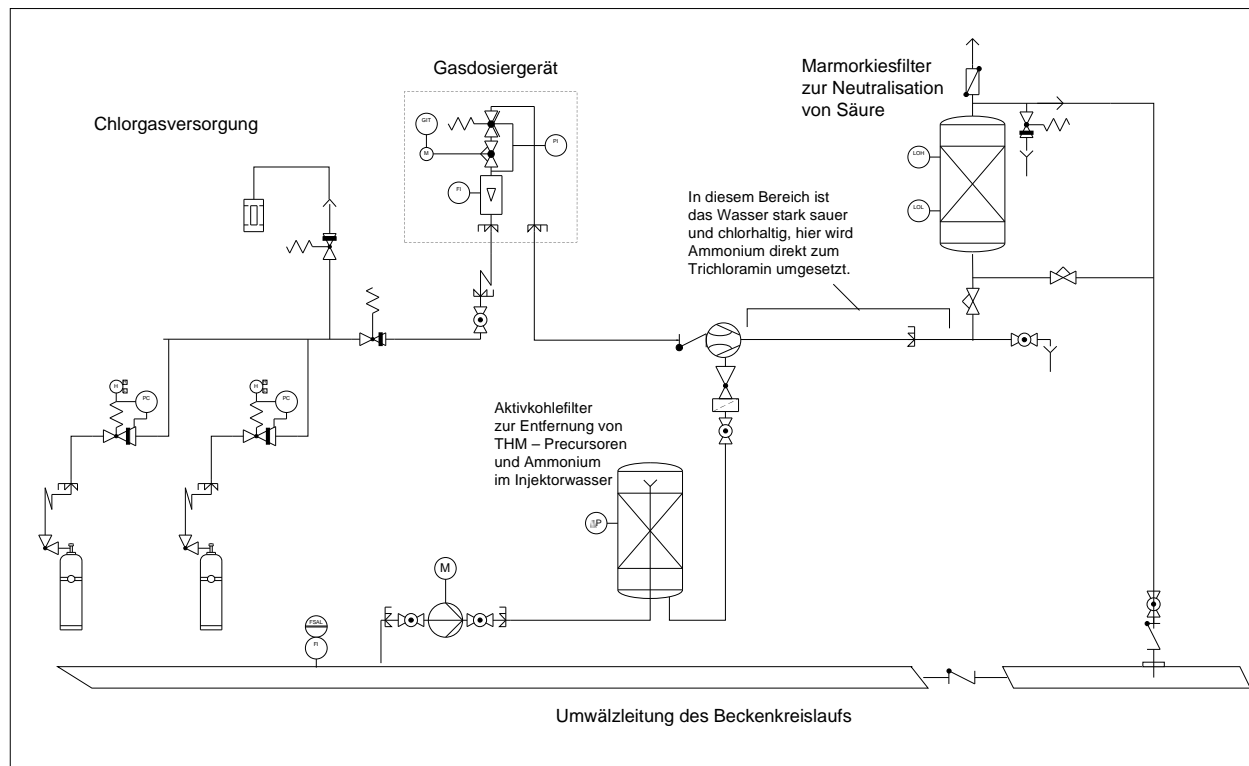 Gasdosiergerät
Chlorgasversorgung
Marmorkiesfilter
zur Neutralisation
von Säure
GIT
M
PI
FI
LOH
LOL
In diesem Bereich ist
das Wasser stark sauer
und chlorhaltig, hier wird
Ammonium direkt zum
Trichloramin umgesetzt.
H
PC
H
PC
Aktivkohlefilter
zur Entfernung von
THM – Precursoren
und Ammonium
im Injektorwasser
P
M
FSAL
FI
Umwälzleitung des Beckenkreislaufs